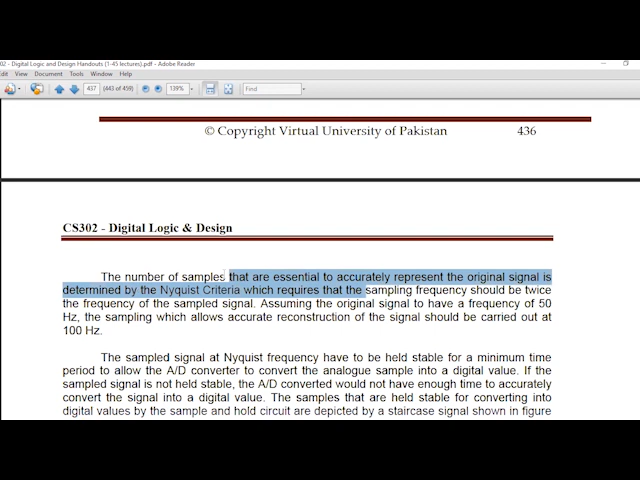 02 - Digital Logic and Design Handouts (1-45 lectures).pdf - Adobe Reader
dit View Document Tools Window Help
437 (443 of 459) 139% Find
© Copyright Virtual University of Pakistan 436
CS302 - Digital Logic & Design
The number of samples that are essential to accurately represent the original signal is
determined by the Nyquist Criteria which requires that the sampling frequency should be twice
the frequency of the sampled signal. Assuming the original signal to have a frequency of 50
Hz, the sampling which allows accurate reconstruction of the signal should be carried out at
100 Hz.
The sampled signal at Nyquist frequency have to be held stable for a minimum time
period to allow the A/D converter to convert the analogue sample into a digital value. If the
sampled signal is not held stable, the A/D converted would not have enough time to accurately
convert the signal into a digital value. The samples that are held stable for converting into
digital values by the sample and hold circuit are depicted by a staircase signal shown in figure